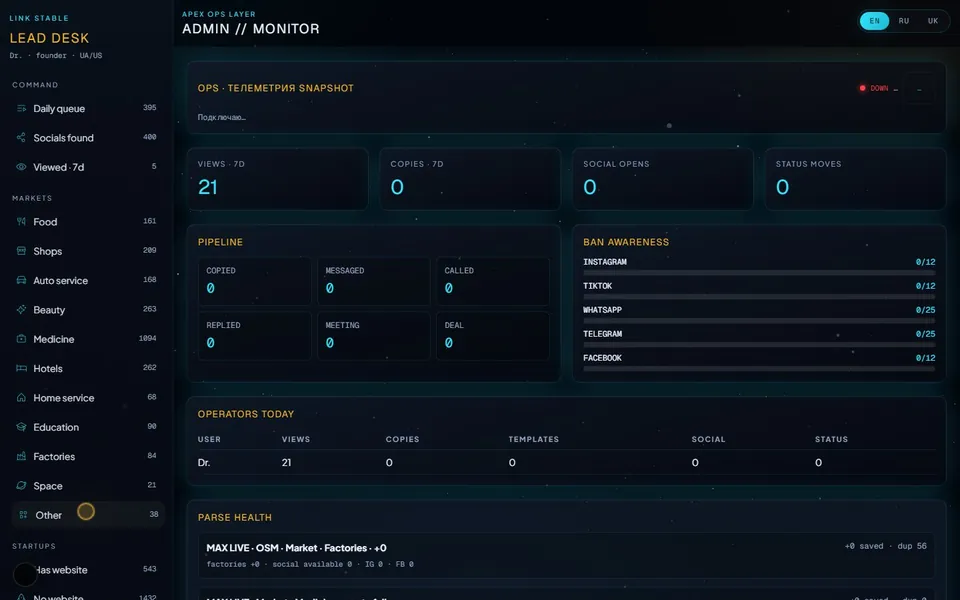 LINK STABLE
LEAD DESK
Dr. · founder · UA/US
COMMAND
Daily queue 395
Socials found 400
Viewed · 7d 5
MARKETS
Food 161
Shops 209
Auto service 168
Beauty 263
Medicine 1094
Hotels 262
Home service 68
Education 90
Factories 84
Space 21
Other 38
STARTUPS
Has website 543
No website 1432
APEX OPS LAYER
ADMIN // MONITOR
EN RU UK
OPS · ТЕЛЕМЕТРИЯ SNAPSHOT
DOWN …
Подключаю…
VIEWS · 7D
21
COPIES · 7D
0
SOCIAL OPENS
0
STATUS MOVES
0
PIPELINE
COPIED MESSAGED CALLED
0 0 0
REPLIED MEETING DEAL
0 0 0
BAN AWARENESS
INSTAGRAM 0/12
TIKTOK 0/12
WHATSAPP 0/25
TELEGRAM 0/25
FACEBOOK 0/12
OPERATORS TODAY
USER VIEWS COPIES TEMPLATES SOCIAL STATUS
Dr. 21 0 0 0 0
PARSE HEALTH
MAX LIVE · OSM · Market · Factories · +0 +0 saved · dup 56
factories +0 · social available 0 · IG 0 · FB 0